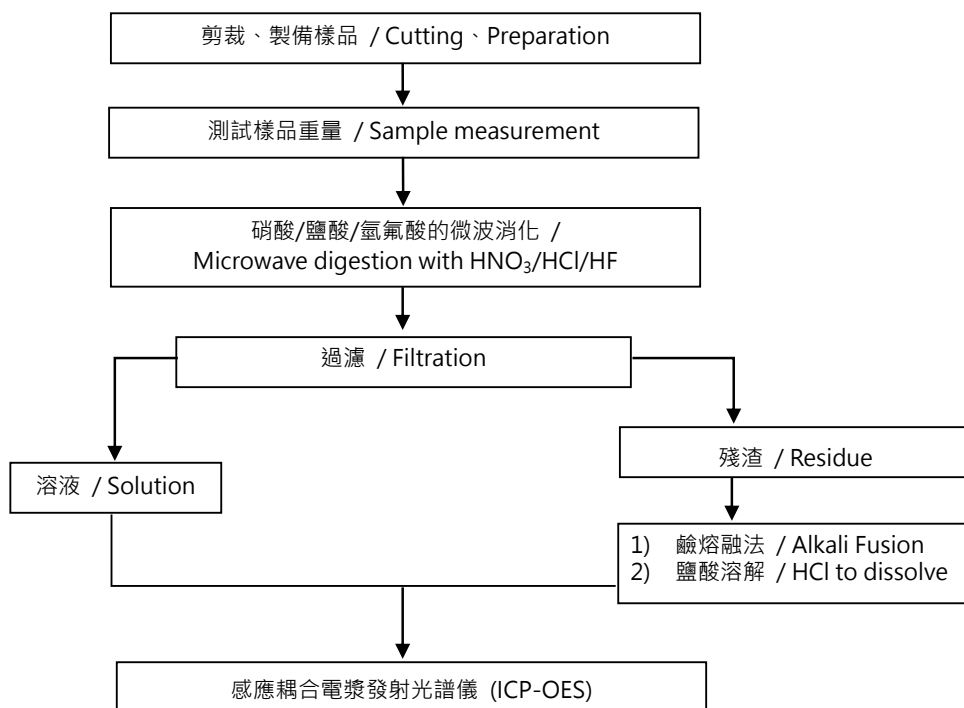 剪裁、製備樣品 / Cutting、Preparation
測試樣品重量 / Sample measurement
硝酸/鹽酸/氫氟酸的微波消化 /
Microwave digestion with HNO₃/HCl/HF
過濾 / Filtration
溶液 / Solution
殘渣 / Residue
1) 鹼熔融法 / Alkali Fusion
2) 鹽酸溶解 / HCl to dissolve
感應耦合電漿發射光譜儀 (ICP-OES)